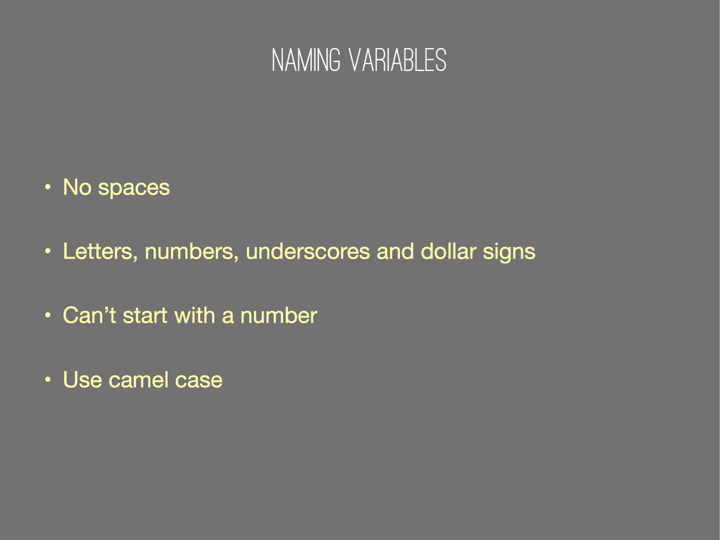 NAMING VARIABLES
• No spaces
• Letters, numbers, underscores and dollar signs
• Can’t start with a number
• Use camel case